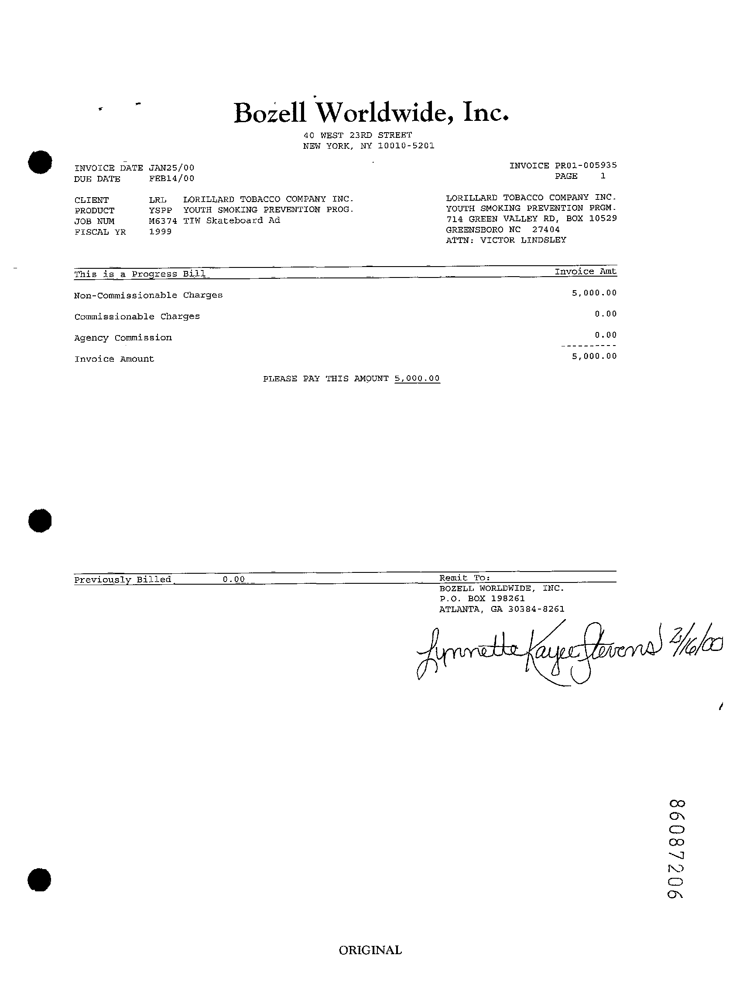 Bozell Worldwide, Inc.
40 WEST 23RD STREET
NEW YORK, NY 10010-5201
INVOICE DATE JAN25/00
DUE DATE FEB14/00
INVOICE PR01-005935
PAGE 1
CLIENT LRL LORILLARD TOBACCO COMPANY INC.
PRODUCT YSPP YOUTH SMOKING PREVENTION PROG.
JOB NUM M6374 TIW Skateboard Ad
FISCAL YR 1999
LORILLARD TOBACCO COMPANY INC.
YOUTH SMOKING PREVENTION PRGM.
714 GREEN VALLEY RD, BOX 10529
GREENSBORO NC 27404
ATTN: VICTOR LINDSLEY
This is a Progress Bill Invoice Amt
Non-Commissionable Charges 5,000.00
Commissionable Charges 0.00
Agency Commission 0.00
----------
Invoice Amount 5,000.00
PLEASE PAY THIS AMOUNT 5,000.00
Previously Billed 0.00
Remit To:
BOZELL WORLDWIDE, INC.
P.O. BOX 198261
ATLANTA, GA 30384-8261
Lynnette Kayee Stevens 2/16/00
86087206
ORIGINAL